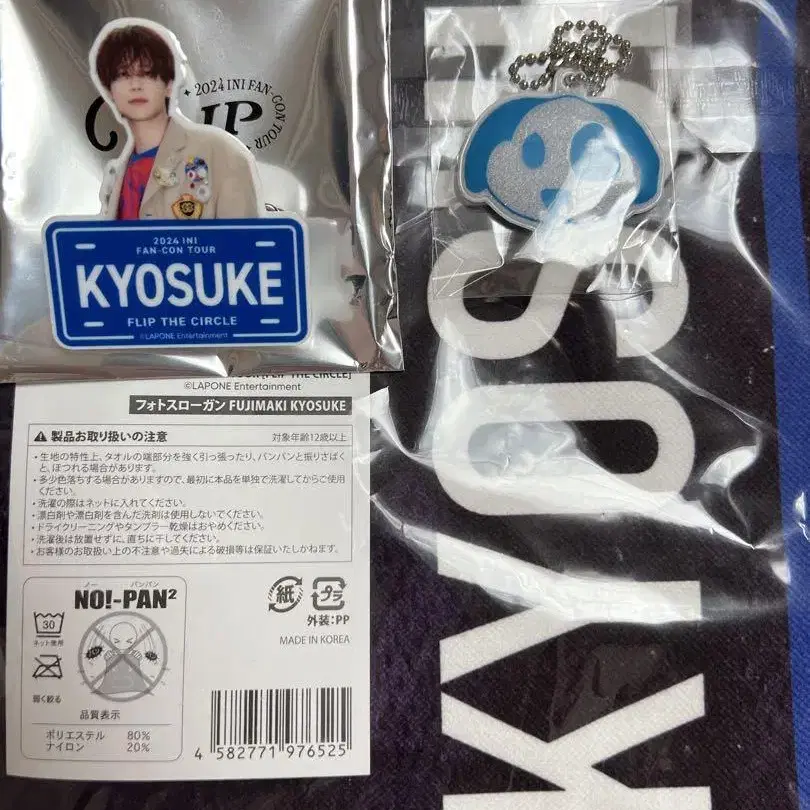 2024 INI FAN-CON TOUR
2024 INI
FAN-CON TOUR
KYOSUKE
FLIP THE CIRCLE
©LAPONE Entertainment
[FLIP THE CIRCLE]
©LAPONE Entertainment
フォトスローガン FUJIMAKI KYOSUKE
製品お取り扱いの注意 対象年齢12歳以上
・生地の特性上、タオルの端部分を強く引っ張ったり、バンバンと振りさばく
と、ほつれる場合があります。
・多少色落ちする場合がありますので、最初に本品を単独で洗濯してからご使用
ください。
・洗濯の際はネットに入れてください。
・漂白剤や漂白剤を含んだ洗剤は使用しないでください。
・ドライクリーニングやタンブラー乾燥はおやめください。
・洗濯後は放置せずに、直ちに干してください。
・お客様のお取り扱い上の不注意や過失による破損等は保証いたしかねます。
ノー バンバン
NO!-PAN²
30
ネット使用
弱く絞る
紙
プラ
外装:PP
MADE IN KOREA
品質表示
ポリエステル 80%
ナイロン 20%
4 582771 976525
KYOSU